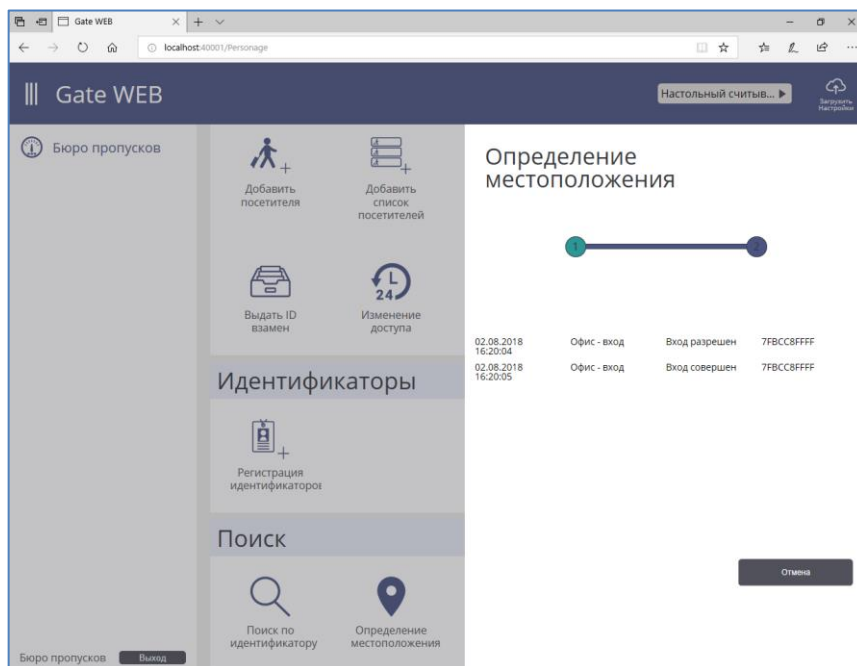 Gate WEB
localhost:40001/Personage
Gate WEB
Настольный считыв...
Загрузить
Настройки
Бюро пропусков
Добавить
посетителя
Добавить
список
посетителей
24
Выдать ID
взамен
Изменение
доступа
Идентификаторы
Регистрация
идентификаторов
Поиск
Поиск по
идентификатору
Определение
местоположения
Бюро пропусков
Выход
Определение
местоположения
1
2
02.08.2018
16:20:04
Офис - вход
Вход разрешен
7FBCC8FFFF
02.08.2018
16:20:05
Офис - вход
Вход совершен
7FBCC8FFFF
Отмена